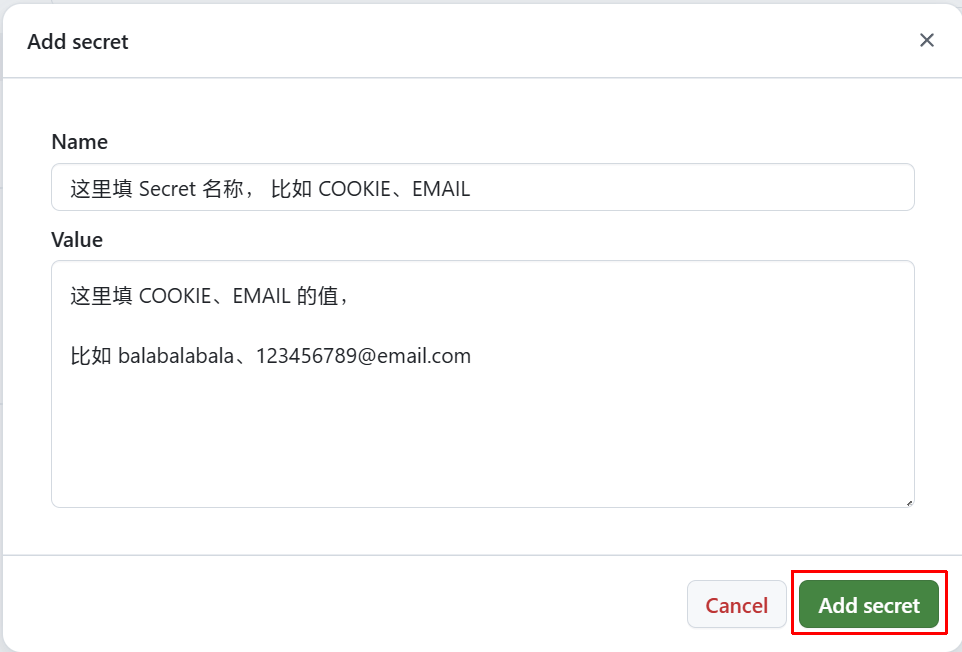 Add secret
Name
这里填 Secret 名称， 比如 COOKIE、EMAIL
Value
这里填 COOKIE、EMAIL 的值，
比如 balabalabala、123456789@email.com
Cancel
Add secret